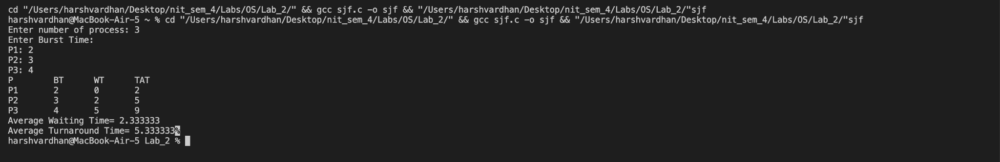 cd "/Users/harshvardhan/Desktop/nit_sem_4/Labs/OS/Lab_2/" && gcc sjf.c -o sjf && "/Users/harshvardhan/Desktop/nit_sem_4/Labs/OS/Lab_2/"sjf
harshvardhan@MacBook-Air-5 ~ % cd "/Users/harshvardhan/Desktop/nit_sem_4/Labs/OS/Lab_2/" && gcc sjf.c -o sjf && "/Users/harshvardhan/Desktop/nit_sem_4/Labs/OS/Lab_2/"sjf
Enter number of process: 3
Enter Burst Time:
P1: 2
P2: 3
P3: 4
P        BT      WT      TAT
P1       2       0       2
P2       3       2       5
P3       4       5       9
Average Waiting Time= 2.333333
Average Turnaround Time= 5.333333%
harshvardhan@MacBook-Air-5 Lab_2 %